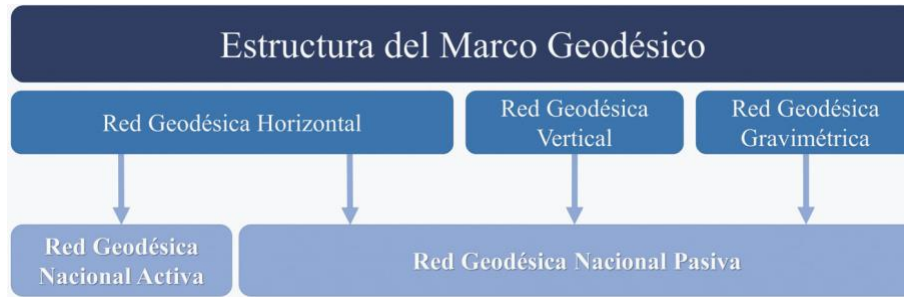 Estructura del Marco Geodésico
Red Geodésica Horizontal
Red Geodésica
Vertical
Red Geodésica
Gravimétrica
Red Geodésica
Nacional Activa
Red Geodésica Nacional Pasiva